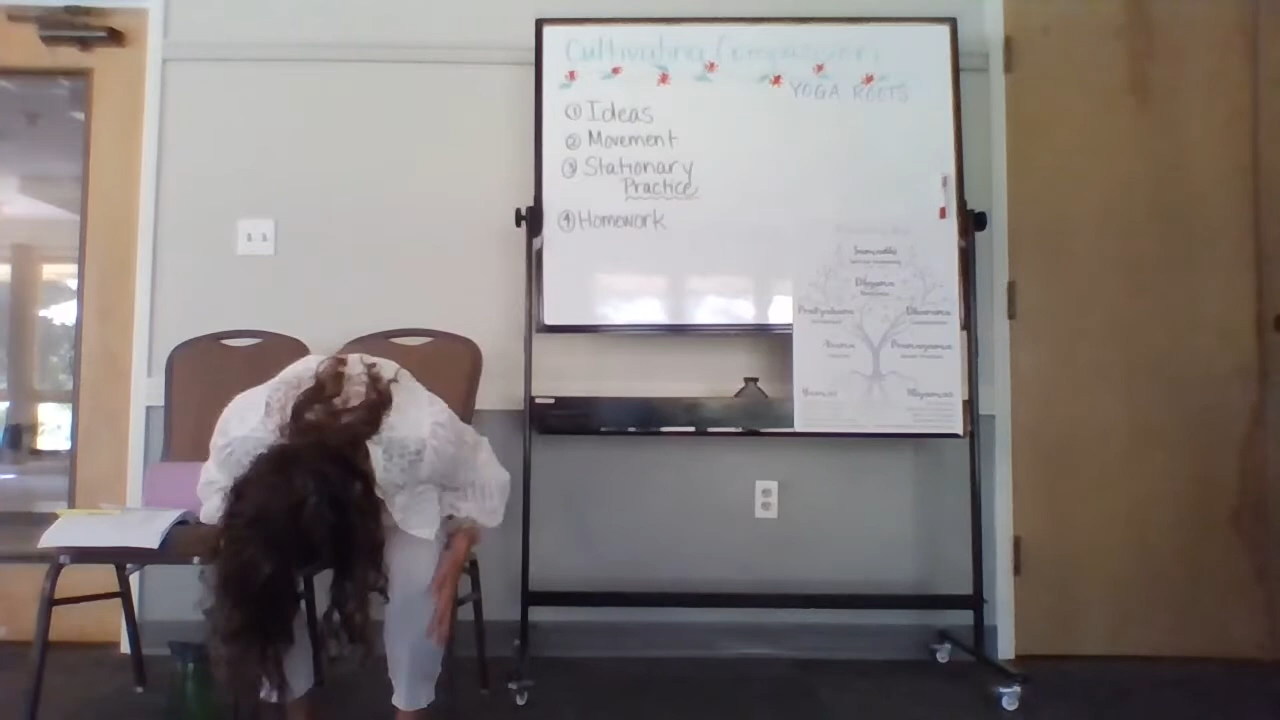 Cultivating Compassion
YOGA ROOTS
① Ideas
② Movement
③ Stationary
Practice
④ Homework
Samadhi
Dhyana
Pratyahara Dharana
Asana Pranayama
Yamas Niyamas